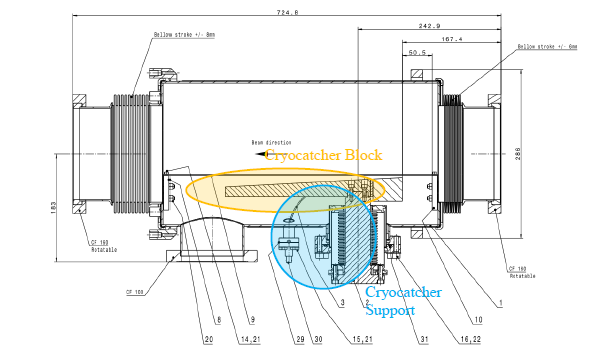 724.8
242.9
167.4
50.5
Bellow stroke +/- 8mm
Bellow stroke +/- 6mm
Beam direction
Cryocatcher Block
183
286
CF 160
Rotatable
CF 160
Rotatable
CF 100
Cryocatcher
Support
1
2
3
10
9
8
20
14,21
29
30
15,21
31
16,22